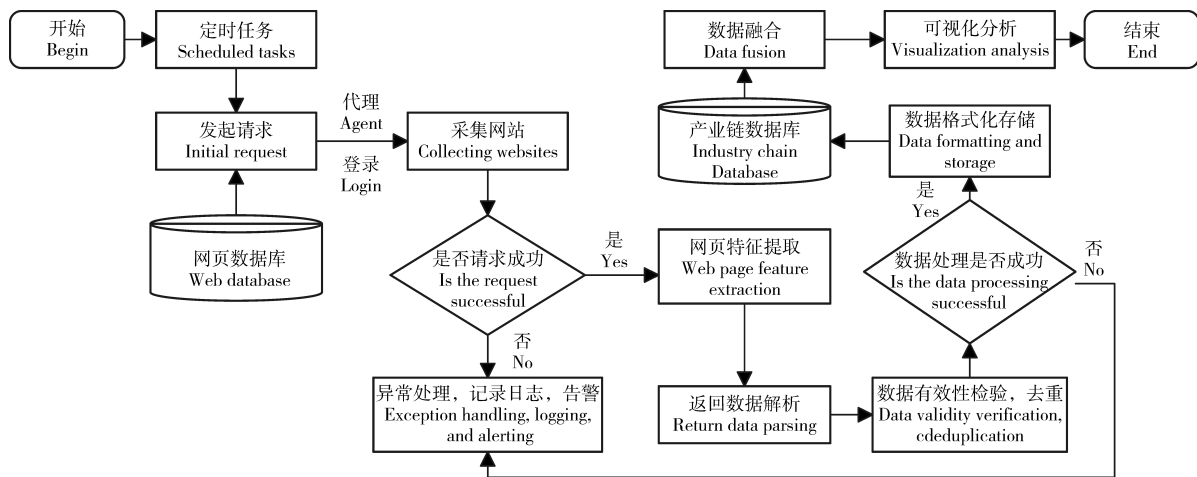 开始
Begin
定时任务
Scheduled tasks
数据融合
Data fusion
可视化分析
Visualization analysis
结束
End
发起请求
Initial request
代理
Agent
登录
Login
采集网站
Collecting websites
产业链数据库
Industry chain
Database
数据格式化存储
Data formatting and
storage
是
Yes
网页数据库
Web database
是否请求成功
Is the request
successful
是
Yes
网页特征提取
Web page feature
extraction
数据处理是否成功
Is the data processing
successful
否
No
否
No
异常处理，记录日志，告警
Exception handling, logging,
and alerting
返回数据解析
Return data parsing
数据有效性检验，去重
Data validity verification,
cdeduplication